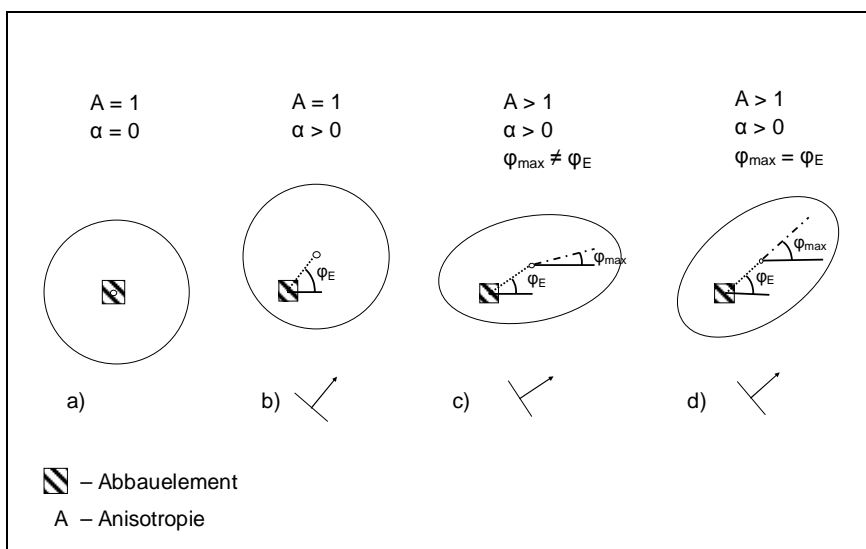 A = 1
α = 0
A = 1
α > 0
A > 1
α > 0
φmax ≠ φE
A > 1
α > 0
φmax = φE
φE
φE
φmax
φE
φmax
a)
b)
c)
d)
– Abbauelement
A – Anisotropie